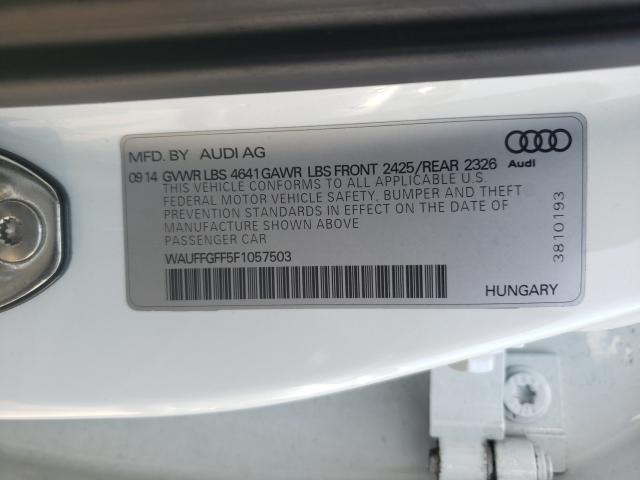 MFD. BY AUDI AG
09 14 GVWR LBS 4641 GAWR LBS FRONT 2425/REAR 2326
THIS VEHICLE CONFORMS TO ALL APPLICABLE U.S.
FEDERAL MOTOR VEHICLE SAFETY, BUMPER AND THEFT
PREVENTION STANDARDS IN EFFECT ON THE DATE OF
MANUFACTURE SHOWN ABOVE
PASSENGER CAR
WAUFFGFF5F1057503
Audi
3810193
HUNGARY